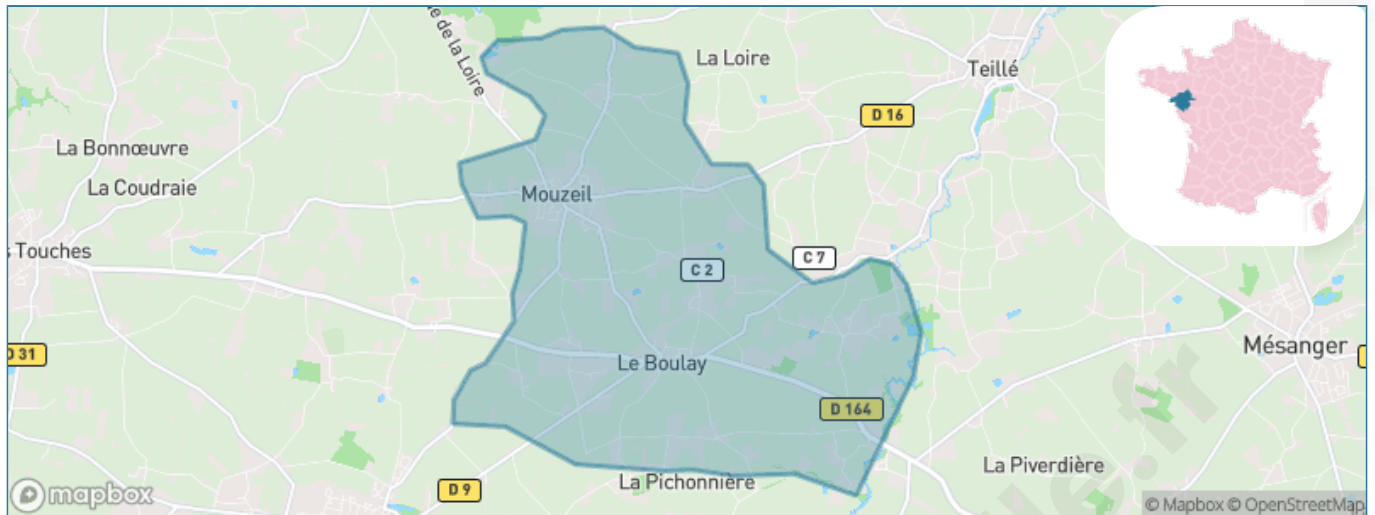 e de la Loire
La Loire
Teillé
D 16
La Bonnœuvre
La Coudraie
Mouzeil
s Touches
C 7
C 2
D 31
Le Boulay
Mésanger
D 164
La Piverdière
La Pichonnière
D 9
mapbox
© Mapbox © OpenStreetMap